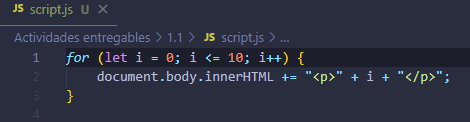 JS script.js U X
Actividades entregables > 1.1 > JS script.js > ...
1 for (let i = 0; i <= 10; i++) {
2 document.body.innerHTML += "<p>" + i + "</p>";
3 }
4